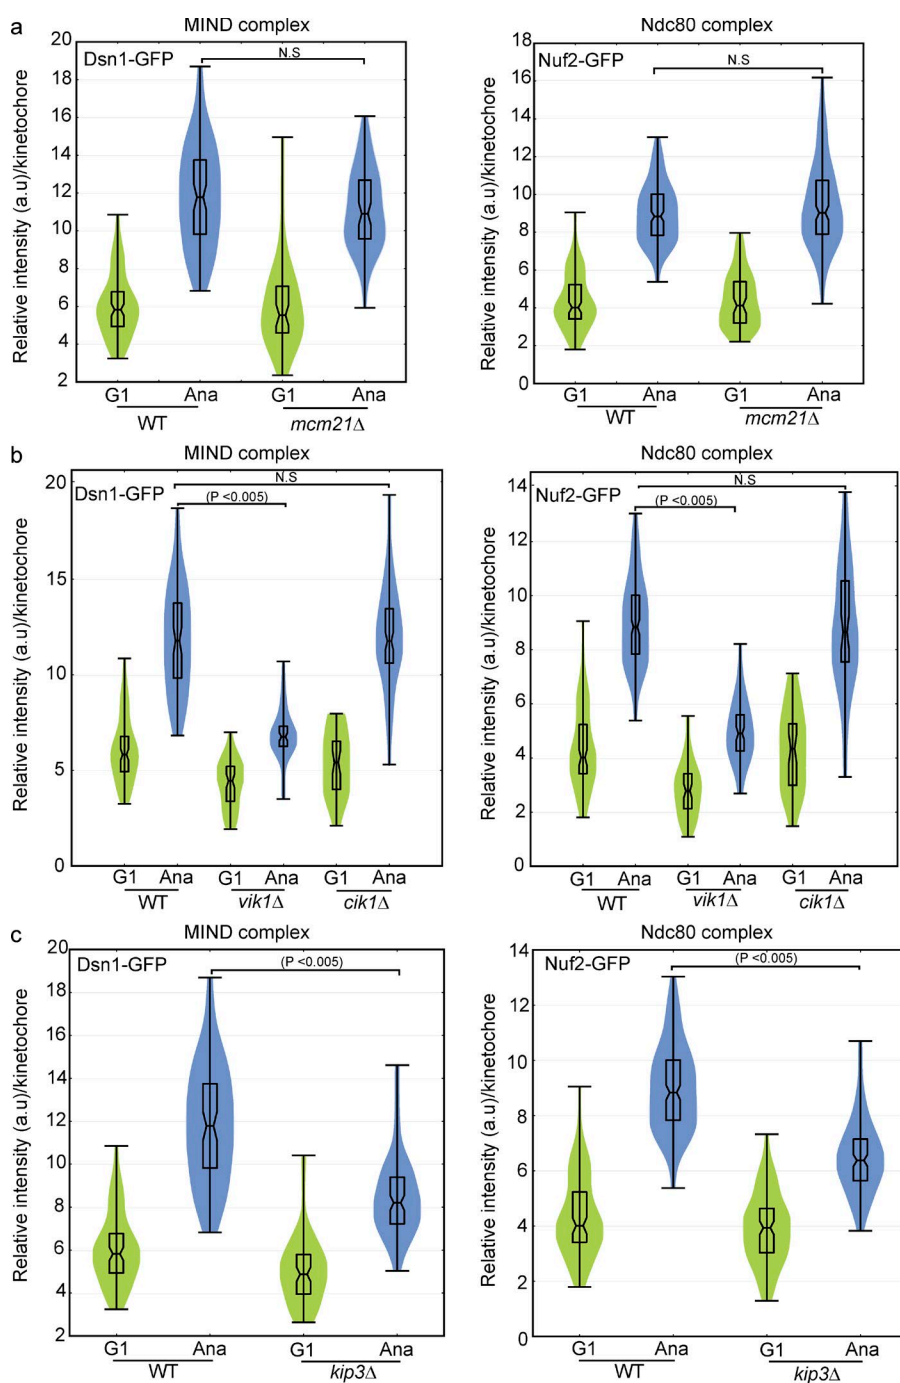 a
MIND complex
Dsn1-GFP
N.S
Relative intensity (a.u)/kinetochore
20
18
16
14
12
10
8
6
4
2
G1 Ana G1 Ana
WT mcm21Δ
Ndc80 complex
Nuf2-GFP
N.S
Relative intensity (a.u)/kinetochore
18
16
14
12
10
8
6
4
2
0
G1 Ana G1 Ana
WT mcm21Δ
b
MIND complex
Dsn1-GFP
N.S
(P <0.005)
Relative intensity (a.u)/kinetochore
20
15
10
5
0
G1 Ana G1 Ana G1 Ana
WT vik1Δ cik1Δ
Ndc80 complex
Nuf2-GFP
N.S
(P <0.005)
Relative intensity (a.u)/kinetochore
14
12
10
8
6
4
2
0
G1 Ana G1 Ana G1 Ana
WT vik1Δ cik1Δ
c
MIND complex
Dsn1-GFP
(P <0.005)
Relative intensity (a.u)/kinetochore
20
18
16
14
12
10
8
6
4
2
G1 Ana G1 Ana
WT kip3Δ
Ndc80 complex
Nuf2-GFP
(P <0.005)
Relative intensity (a.u)/kinetochore
14
12
10
8
6
4
2
0
G1 Ana G1 Ana
WT kip3Δ